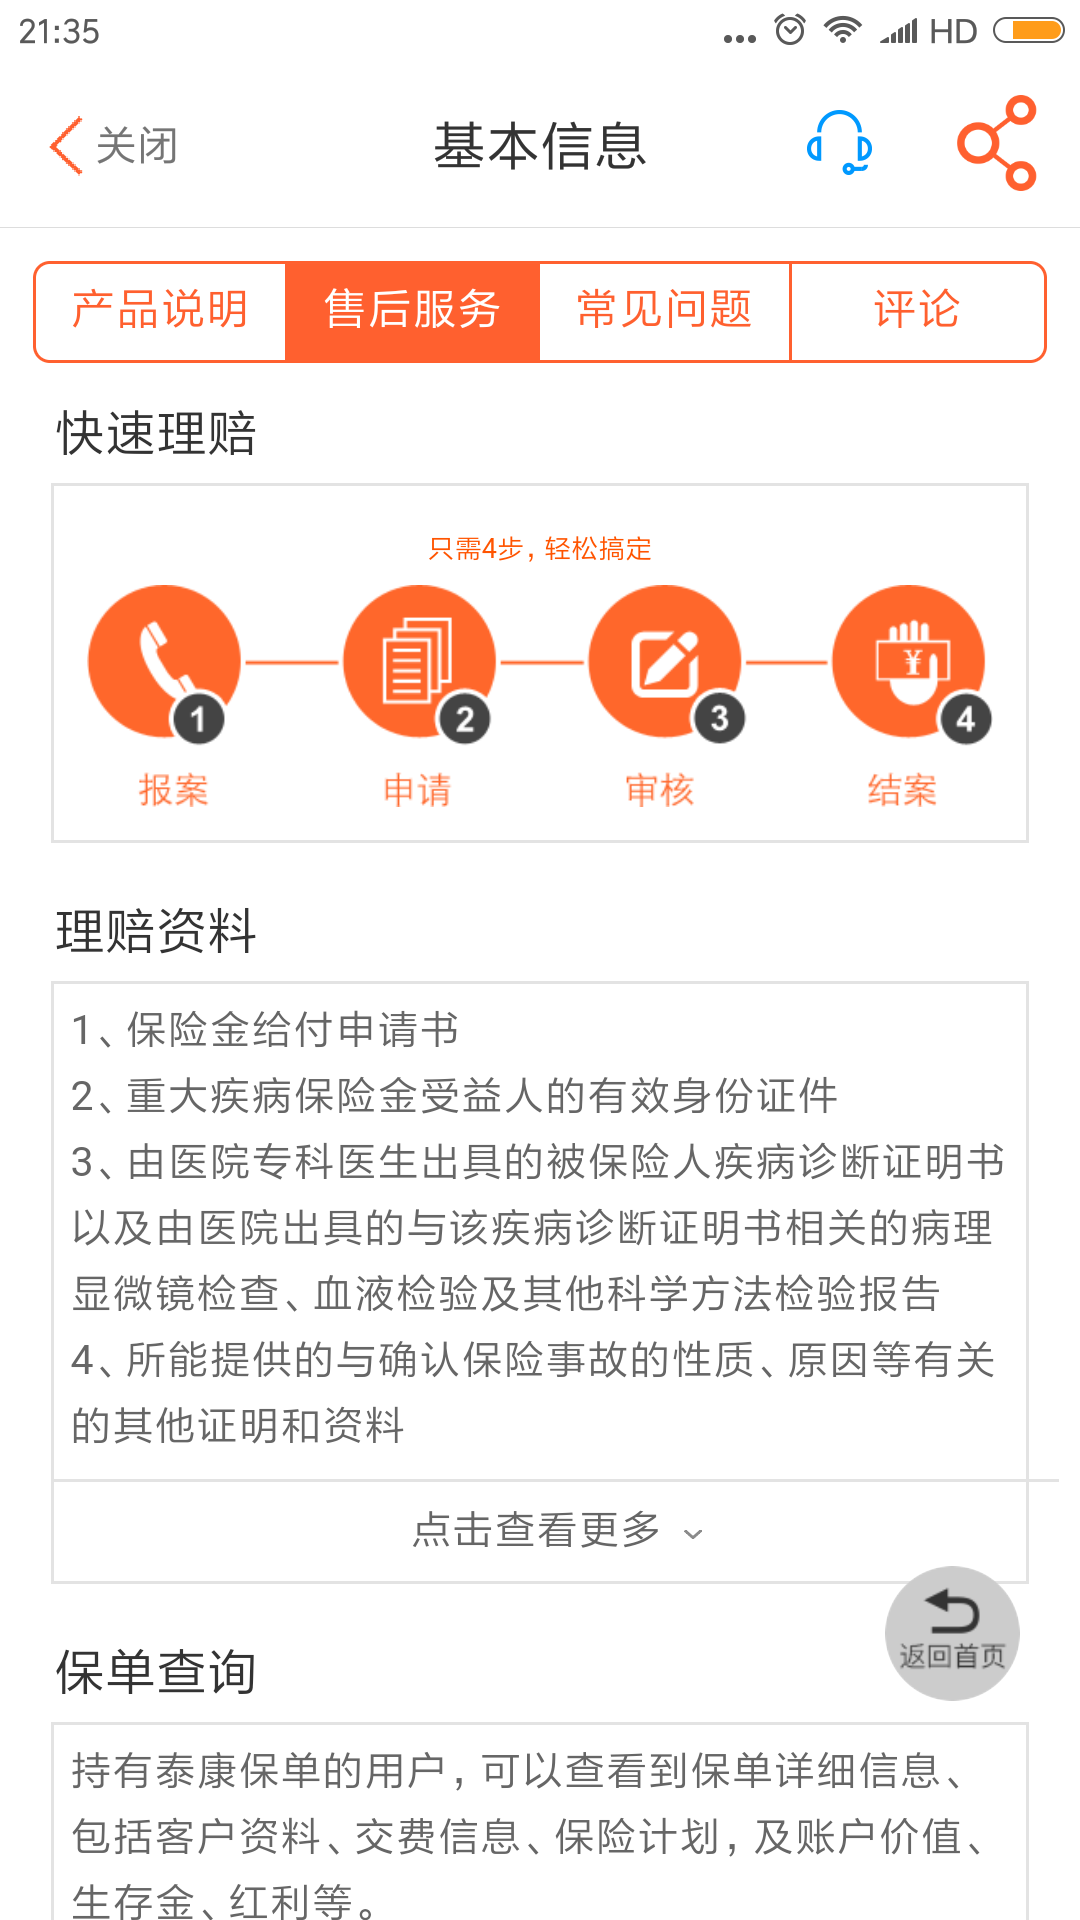 21:35
HD
关闭
基本信息
产品说明
售后服务
常见问题
评论
快速理赔
只需4步，轻松搞定
¥
1
2
3
4
报案
申请
审核
结案
理赔资料
1、保险金给付申请书
2、重大疾病保险金受益人的有效身份证件
3、由医院专科医生出具的被保险人疾病诊断证明书
以及由医院出具的与该疾病诊断证明书相关的病理
显微镜检查、血液检验及其他科学方法检验报告
4、所能提供的与确认保险事故的性质、原因等有关
的其他证明和资料
点击查看更多
返回首页
保单查询
持有泰康保单的用户，可以查看到保单详细信息、
包括客户资料、交费信息、保险计划，及账户价值、
生存金、红利等。